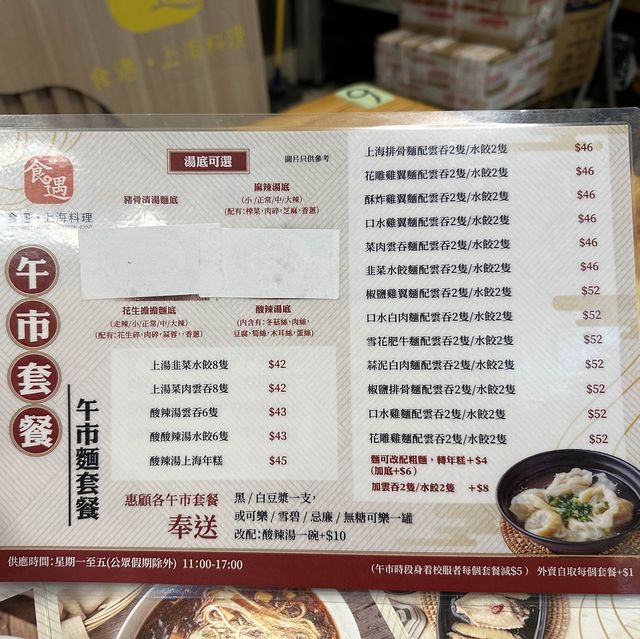 食遇・上海料理
9
食遇
食遇・上海料理
午市套餐
午市麵套餐
湯底可選
圖片只供參考
豬骨清湯麵底
麻辣湯底
(小/正常/中/大辣)
(配有：榨菜，肉碎，芝麻，香蔥)
花生擔擔麵底
(走辣/小/正常/中/大辣)
(配有：花生碎，肉碎，蒜蓉，香蔥)
酸辣湯底
(內含有：冬菇絲，肉絲，
豆腐，筍絲，木耳絲，蛋絲)
上湯韭菜水餃8隻 $42
上湯菜肉雲吞8隻 $42
酸辣湯雲吞6隻 $43
酸酸辣湯水餃6隻 $43
酸辣湯上海年糕 $45
惠顧各午市套餐
奉送
黑/白豆漿一支，
或可樂/雪碧/忌廉/無糖可樂一罐
改配：酸辣湯一碗+$10
上海排骨麵配雲吞2隻/水餃2隻 $46
花雕雞翼麵配雲吞2隻/水餃2隻 $46
酥炸雞翼麵配雲吞2隻/水餃2隻 $46
口水雞翼麵配雲吞2隻/水餃2隻 $46
菜肉雲吞麵配雲吞2隻/水餃2隻 $46
韭菜水餃麵配雲吞2隻/水餃2隻 $46
椒鹽雞翼麵配雲吞2隻/水餃2隻 $52
口水白肉麵配雲吞2隻/水餃2隻 $52
雪花肥牛麵配雲吞2隻/水餃2隻 $52
蒜泥白肉麵配雲吞2隻/水餃2隻 $52
椒鹽排骨麵配雲吞2隻/水餃2隻 $52
口水雞麵配雲吞2隻/水餃2隻 $52
花雕雞麵配雲吞2隻/水餃2隻 $52
麵可改配粗麵，轉年糕+$4
(加底+$6)
加雲吞2隻/水餃2隻 +$8
供應時間：星期一至五(公眾假期除外) 11:00-17:00
(午市時段身着校服者每個套餐減$5) 外賣自取每個套餐+$1